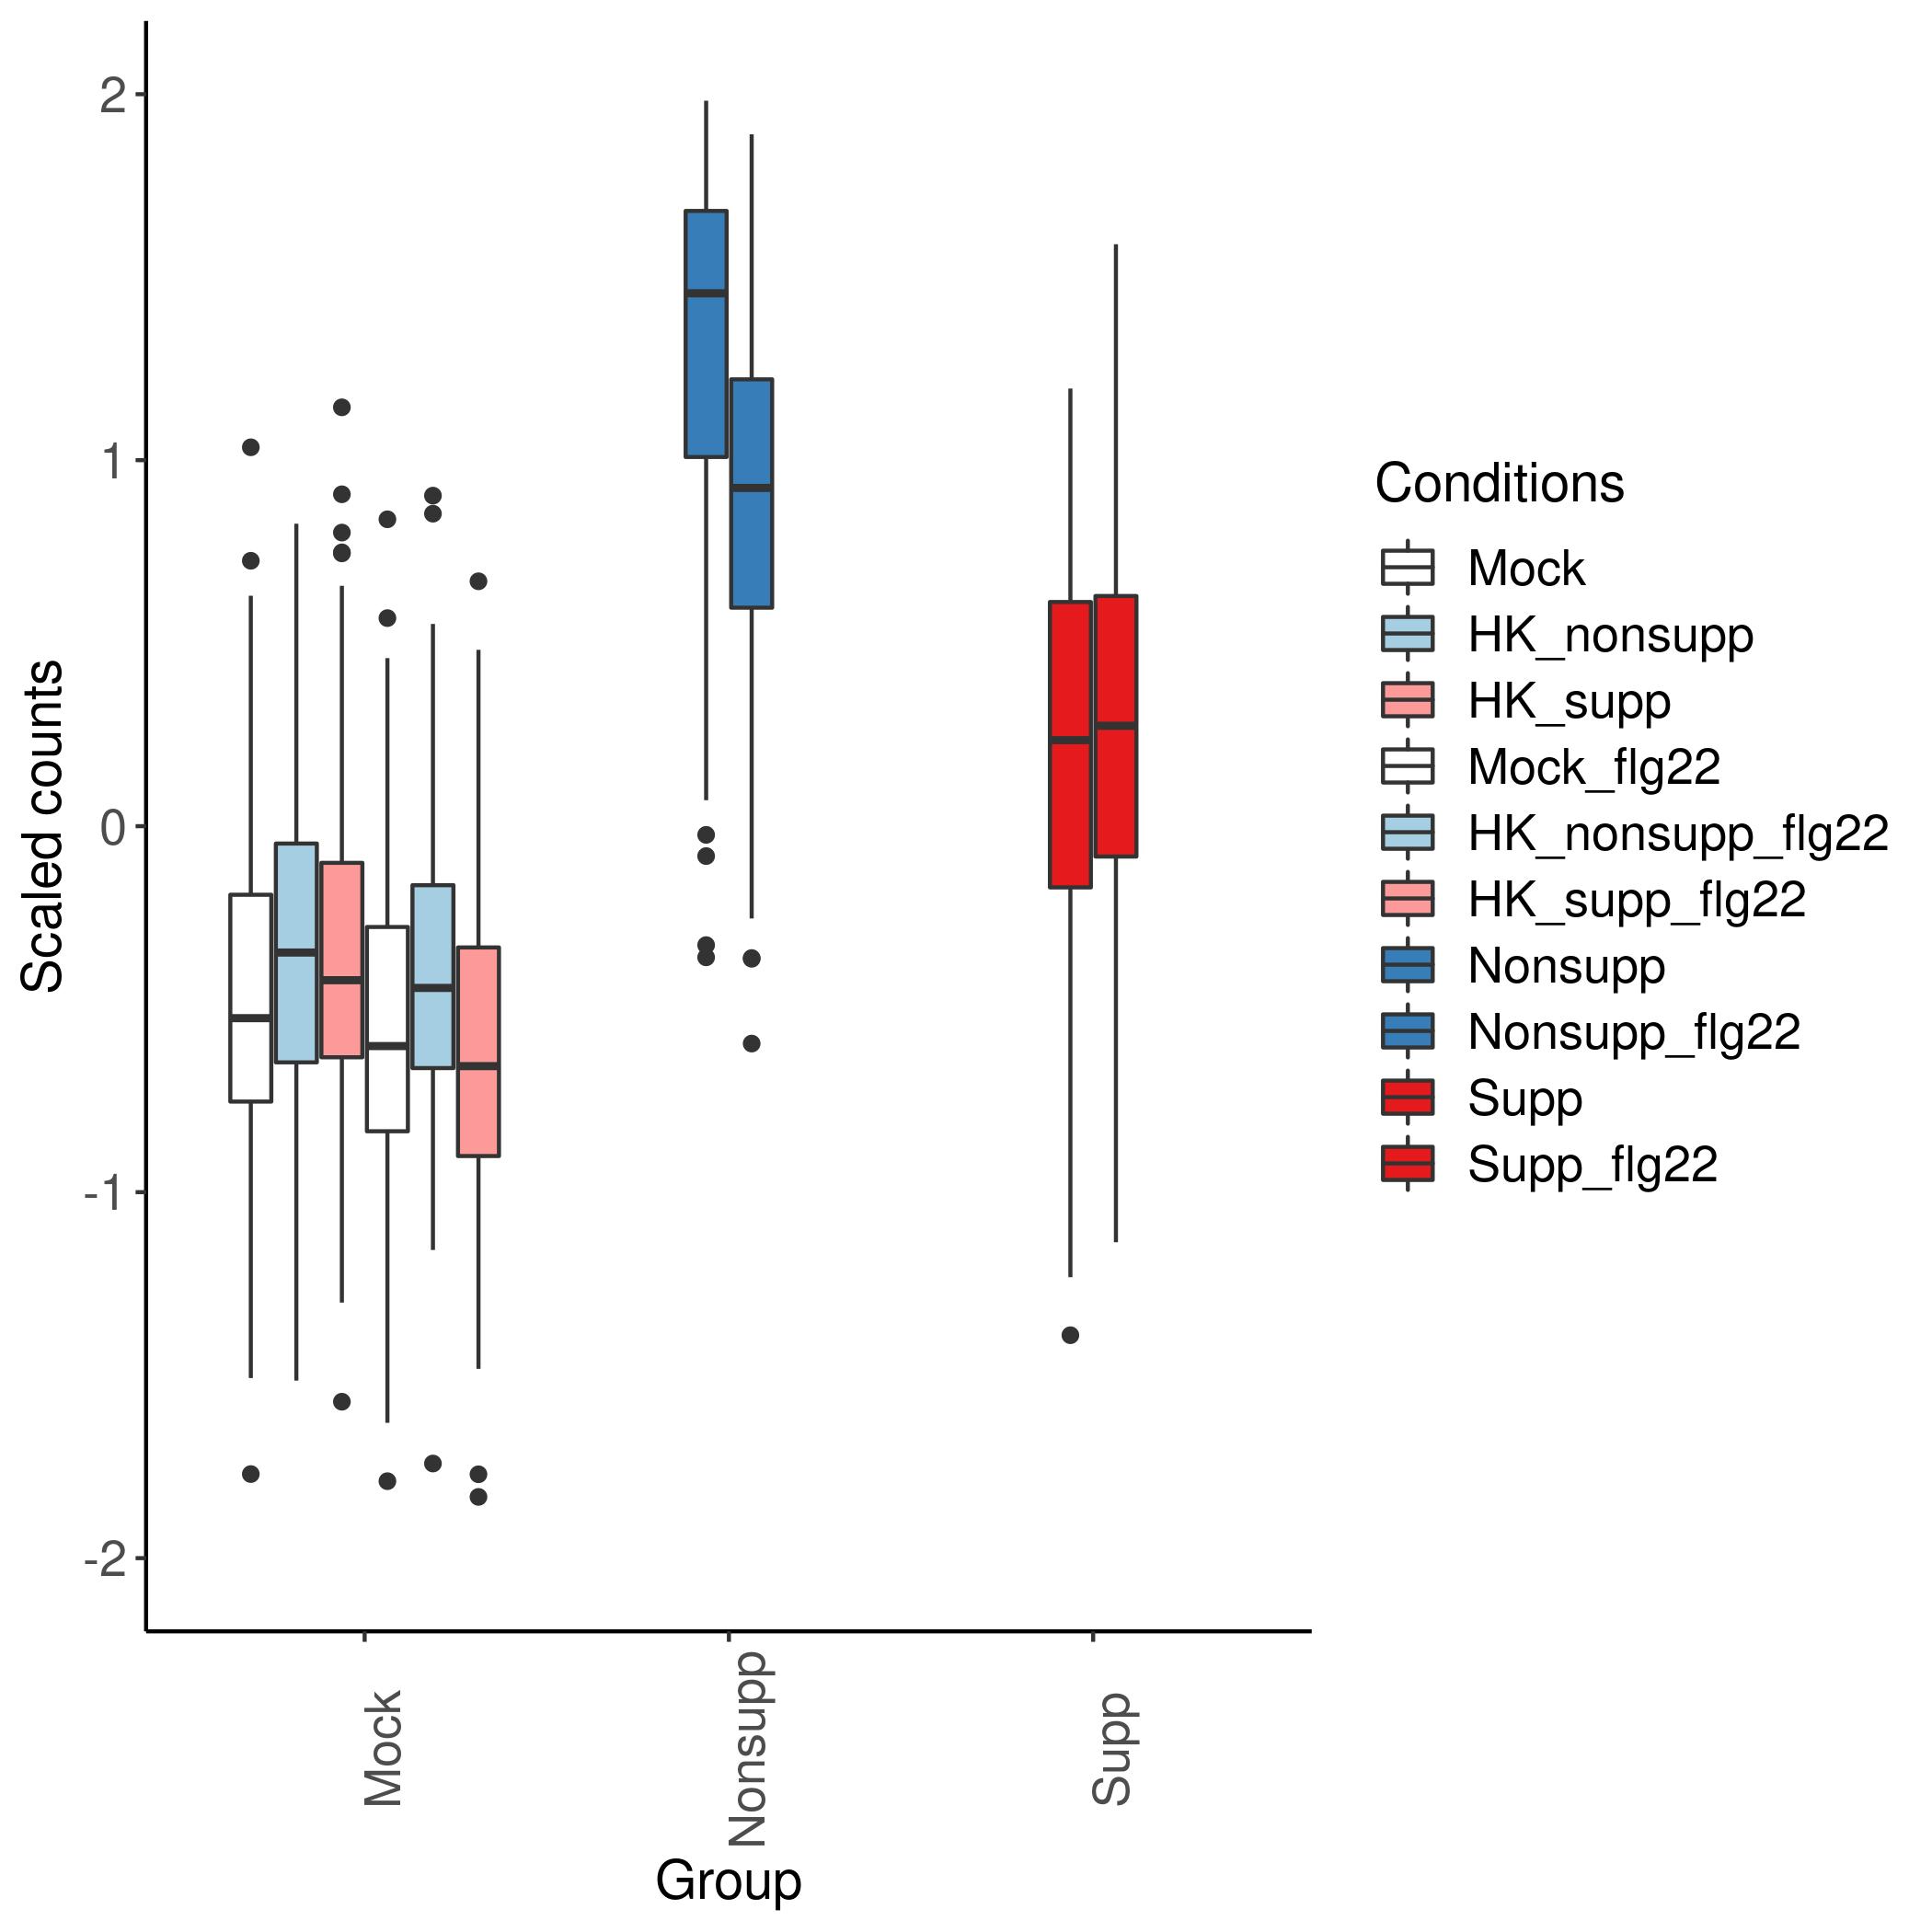 Scaled counts
2
1
0
-1
-2
Mock
Nonsupp
Supp
Group
Conditions
Mock
HK_nonsupp
HK_supp
Mock_flg22
HK_nonsupp_flg22
HK_supp_flg22
Nonsupp
Nonsupp_flg22
Supp
Supp_flg22